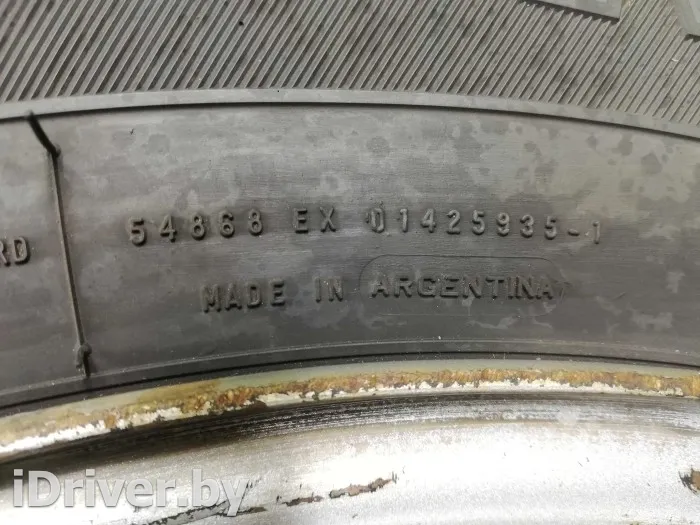 54868 EX 01425935-1
RD
MADE IN ARGENTINA
iDriver.by